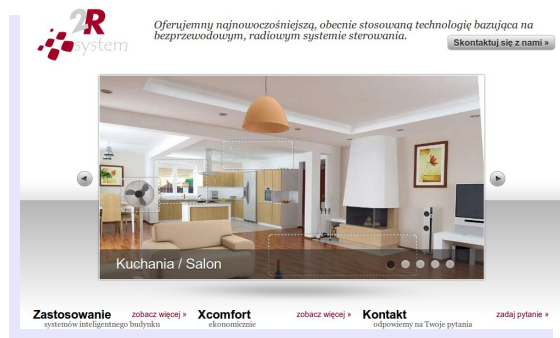 2R
system
Oferujemny najnowocześniejszą, obecnie stosowaną technologię bazująca na
bezprzewodowym, radiowym systemie sterowania.
Skontaktuj się z nami »
Kuchania / Salon
Zastosowanie zobacz więcej »
systemów inteligentnego budynku
Xcomfort zobacz więcej »
ekonomicznie
Kontakt zadaj pytanie »
odpowiemy na Twoje pytania